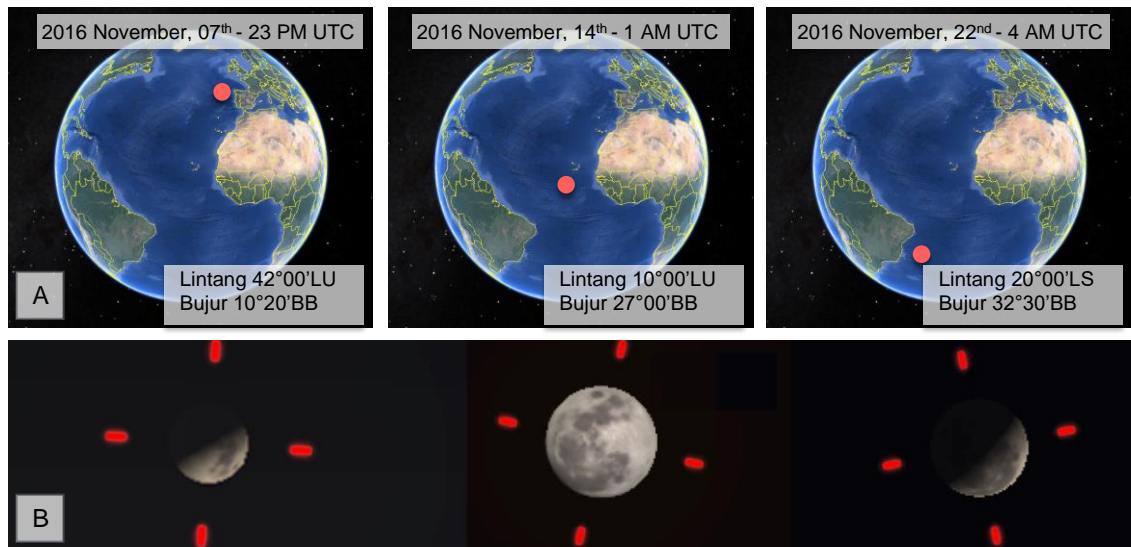 2016 November, 07th - 23 PM UTC
2016 November, 14th - 1 AM UTC
2016 November, 22nd - 4 AM UTC
A
Lintang 42°00'LU
Bujur 10°20'BB
Lintang 10°00'LU
Bujur 27°00'BB
Lintang 20°00'LS
Bujur 32°30'BB
B